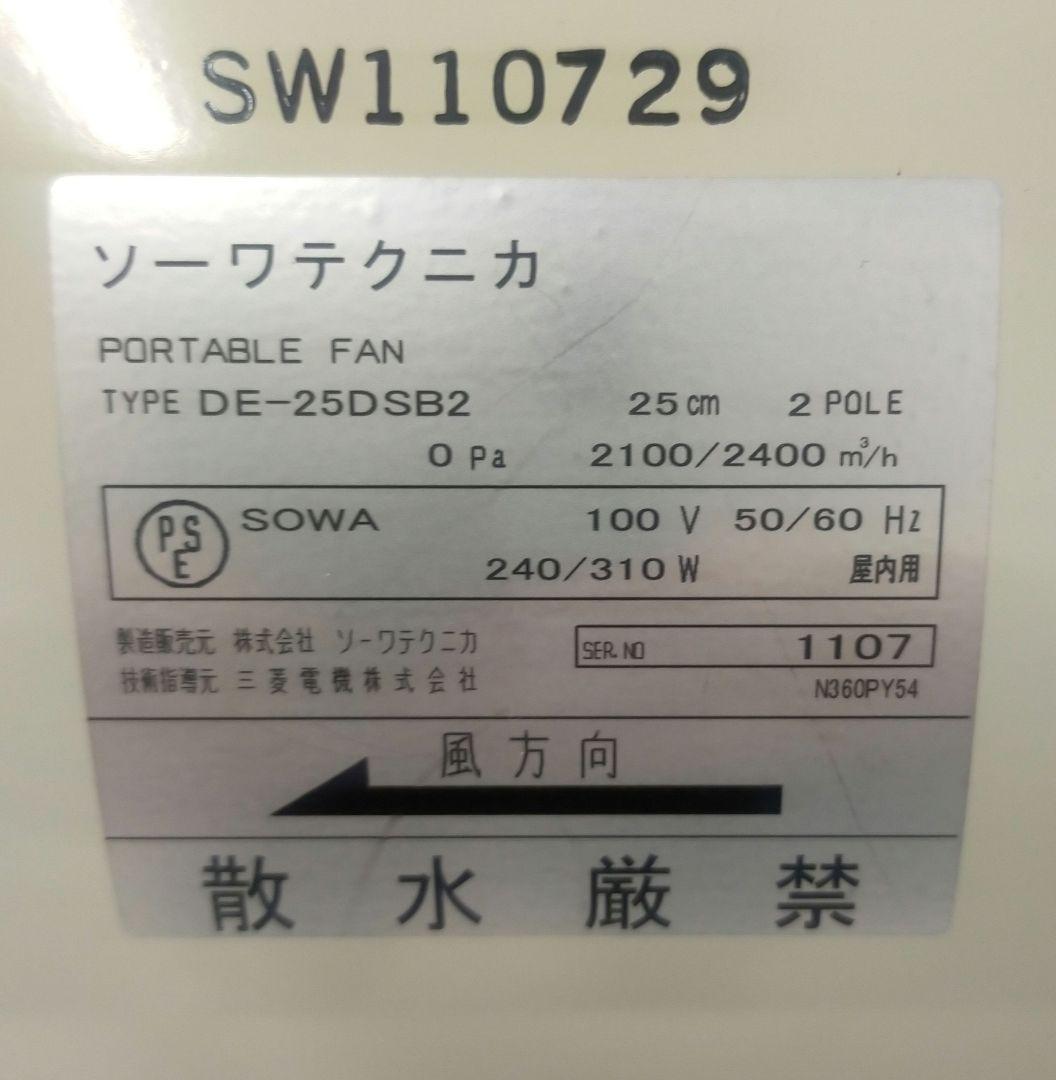 SW110729
ソーワテクニカ
PORTABLE FAN
TYPE DE-25DSB2 25cm 2 POLE
0 Pa 2100/2400 m³/h
PSE SOWA 100 V 50/60 Hz
240/310 W 屋内用
製造販売元 株式会社 ソーワテクニカ
技術指導元 三菱電機株式会社
SER.NO 1107
N360PY54
風方向
散水厳禁